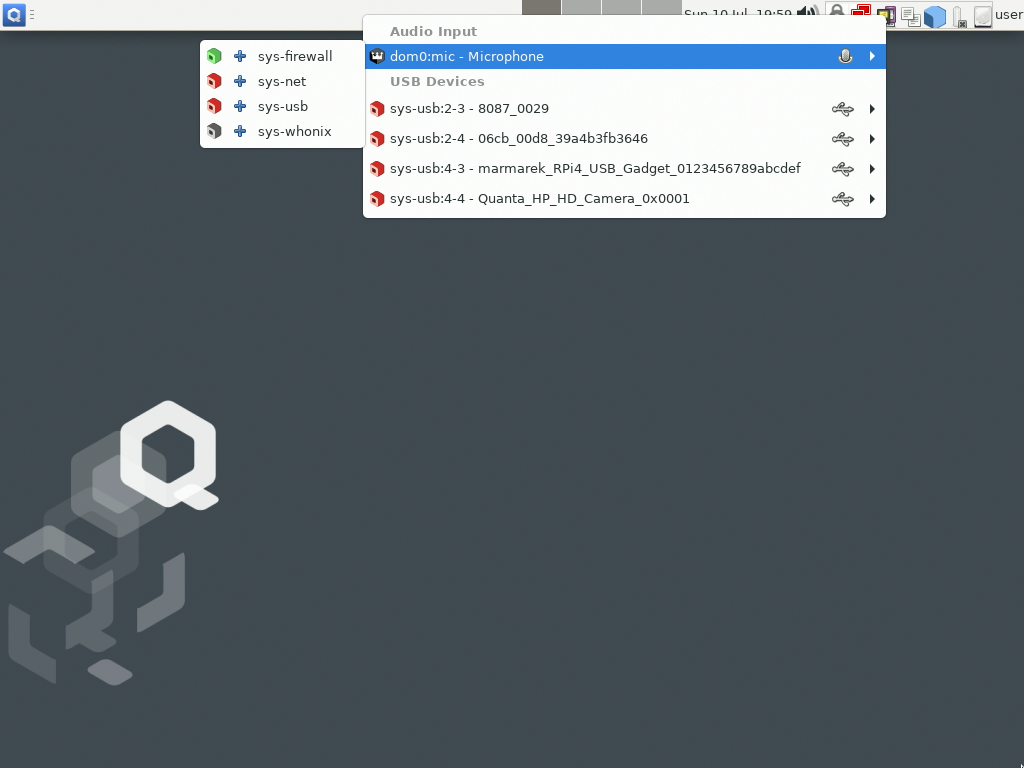 Sun 10 Jul, 19:59
user
Audio Input
dom0:mic - Microphone
USB Devices
sys-usb:2-3 - 8087_0029
sys-usb:2-4 - 06cb_00d8_39a4b3fb3646
sys-usb:4-3 - marmarek_RPi4_USB_Gadget_0123456789abcdef
sys-usb:4-4 - Quanta_HP_HD_Camera_0x0001
sys-firewall
sys-net
sys-usb
sys-whonix